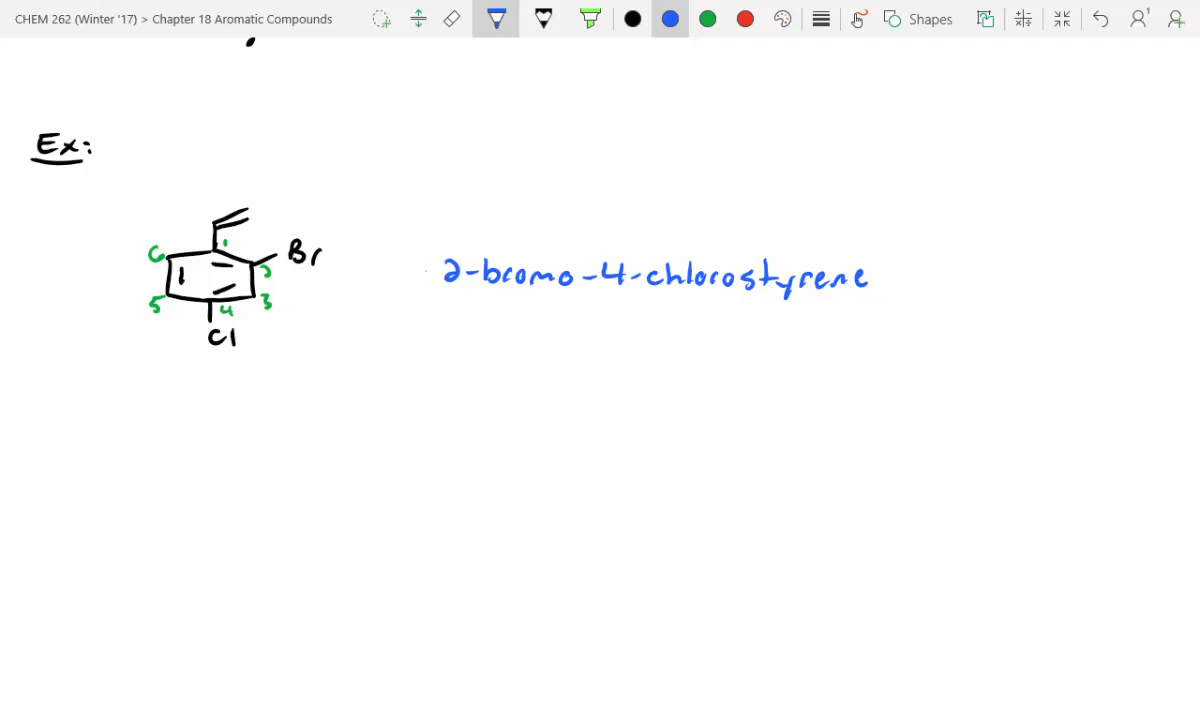 CHEM 262 (Winter '17) > Chapter 18 Aromatic Compounds
Shapes
1
Ex:
Br
1
6
2
5
4
3
Cl
2-bromo-4-chlorostyrene